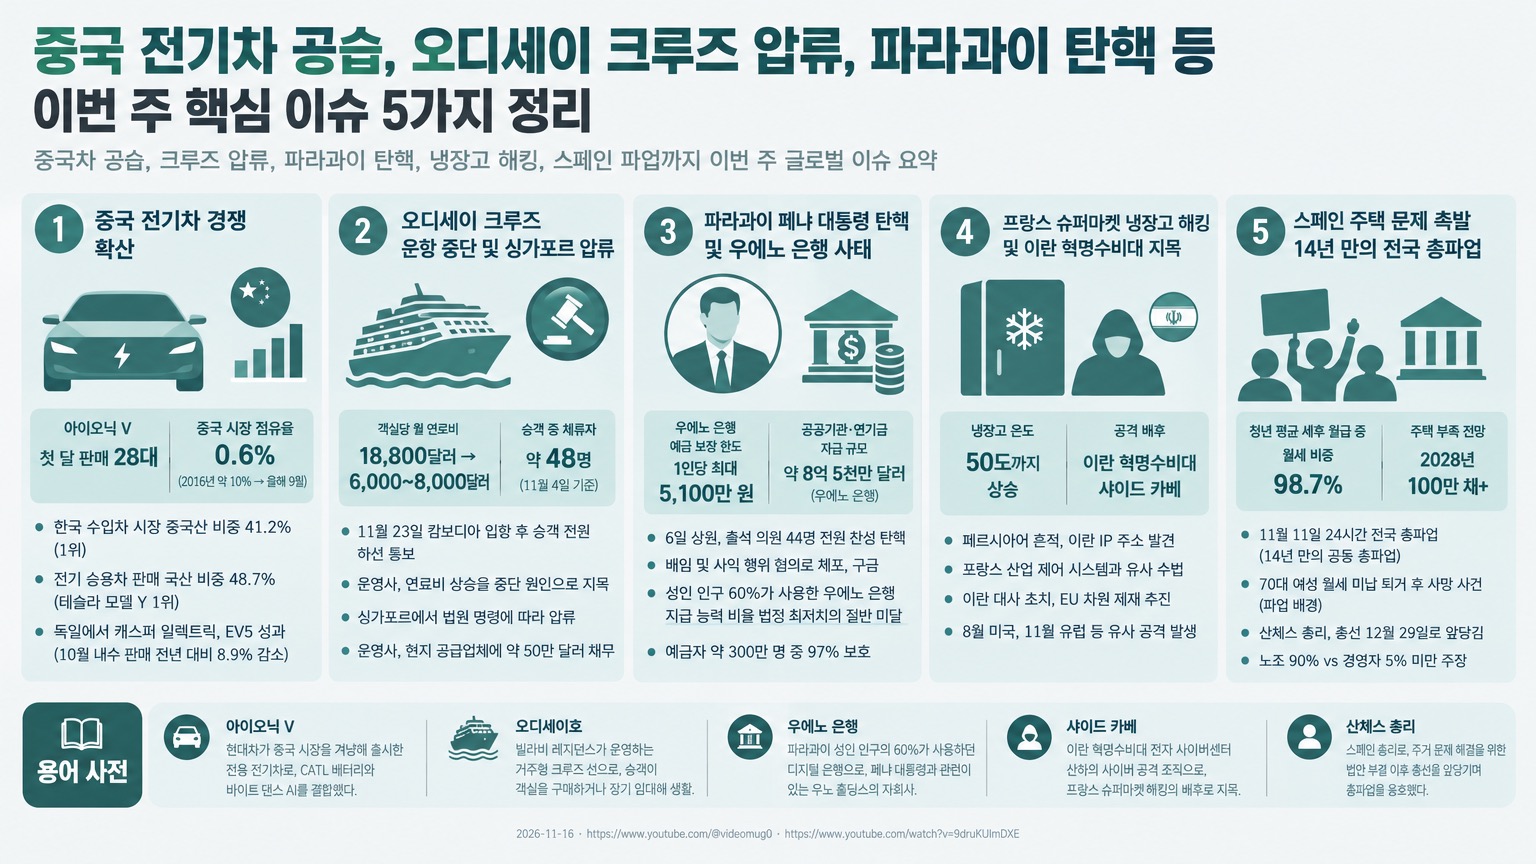 중국 전기차 공습, 오디세이 크루즈 압류, 파라과이 탄핵 등
이번 주 핵심 이슈 5가지 정리
중국차 공습, 크루즈 압류, 파라과이 탄핵, 냉장고 해킹, 스페인 파업까지 이번 주 글로벌 이슈 요약
1
중국 전기차 경쟁
확산
아이오닉 V
첫 달 판매 28대
중국 시장 점유율
0.6%
(2016년 약 10% → 올해 9월)
• 한국 수입차 시장 중국산 비중 41.2%
(1위)
• 전기 승용차 판매 국산 비중 48.7%
(테슬라 모델 Y 1위)
• 독일에서 캐스퍼 일렉트릭, EV5 성과
(10월 내수 판매 전년 대비 8.9% 감소)
2
오디세이 크루즈
운항 중단 및 싱가포르 압류
객실당 월 연로비
18,800달러 →
6,000~8,000달러
승객 중 체류자
약 48명
(11월 4일 기준)
• 11월 23일 캄보디아 입항 후 승객 전원
하선 통보
• 운영사, 연료비 상승을 중단 원인으로 지목
• 싱가포르에서 법원 명령에 따라 압류
• 운영사, 현지 공급업체에 약 50만 달러 채무
3
파라과이 페냐 대통령 탄핵
및 우에노 은행 사태
우에노 은행
예금 보장 한도
1인당 최대
5,100만 원
공공기관·연기금
자금 규모
약 8억 5천만 달러
(우에노 은행)
• 6일 상원, 출석 의원 44명 전원 찬성 탄핵
• 배임 및 사익 행위 혐의로 체포, 구금
• 성인 인구 60%가 사용한 우에노 은행
지급 능력 비율 법정 최저치의 절반 미달
• 예금자 약 300만 명 중 97% 보호
4
프랑스 슈퍼마켓 냉장고 해킹
및 이란 혁명수비대 지목
냉장고 온도
50도까지
상승
공격 배후
이란 혁명수비대
샤이드 카베
• 페르시아어 흔적, 이란 IP 주소 발견
• 포랑스 산업 제어 시스템과 유사 수법
• 이란 대사 초치, EU 차원 제재 추진
• 8월 미국, 11월 유럽 등 유사 공격 발생
5
스페인 주택 문제 촉발
14년 만의 전국 총파업
청년 평균 세후 월급 중
월세 비중
98.7%
주택 부족 전망
2028년
100만 채+
• 11월 11일 24시간 전국 총파업
(14년 만의 공동 총파업)
• 70대 여성 월세 미납 퇴거 후 사망 사건
(파업 배경)
• 산체스 총리, 총선 12월 29일로 앞당김
• 노조 90% vs 경영자 5% 미만 주장
용어 사전
아이오닉 V
현대차가 중국 시장을 겨냥해 출시한
전용 전기차로, CATL 배터리와
바이트 댄스 AI를 결합했다.
오디세이호
빌라비 레지던스가 운영하는
거주형 크루즈 선으로, 승객이
객실을 구매하거나 장기 임대해 생활.
우에노 은행
파라과이 성인 인구의 60%가 사용하던
디지털 은행으로, 페냐 대통령과 관련이
있는 우노 홀딩스의 자회사.
샤이드 카베
이란 혁명수비대 전자 사이버센터
산하의 사이버 공격 조직으로,
프랑스 슈퍼마켓 해킹의 배후로 지목.
산체스 총리
스페인 총리로, 주거 문제 해결을 위한
법안 부결 이후 총선을 앞당기며
총파업을 옹호했다.
2026-11-16 · https://www.youtube.com/@videomug0 · https://www.youtube.com/watch?v=9druKUlmDXE